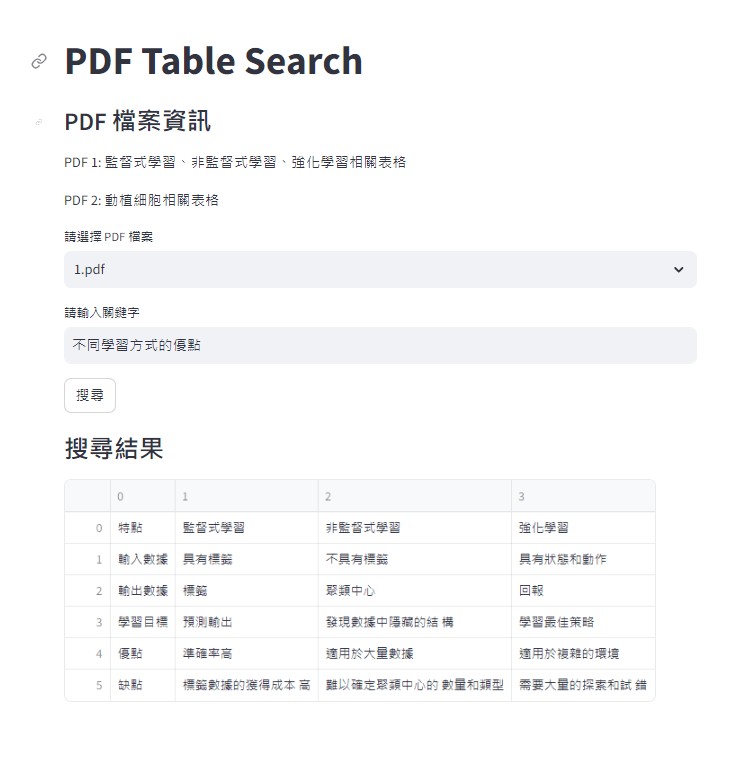 PDF Table Search
PDF 檔案資訊
PDF 1: 監督式學習、非監督式學習、強化學習相關表格
PDF 2: 動植細胞相關表格
請選擇 PDF 檔案
1.pdf
請輸入關鍵字
不同學習方式的優點
搜尋
搜尋結果
0 1 2 3
0 特點 監督式學習 非監督式學習 強化學習
1 輸入數據 具有標籤 不具有標籤 具有狀態和動作
2 輸出數據 標籤 聚類中心 回報
3 學習目標 預測輸出 發現數據中隱藏的結 構 學習最佳策略
4 優點 準確率高 適用於大量數據 適用於複雜的環境
5 缺點 標籤數據的獲得成本 高 難以確定聚類中心的 數量和類型 需要大量的探索和試 錯